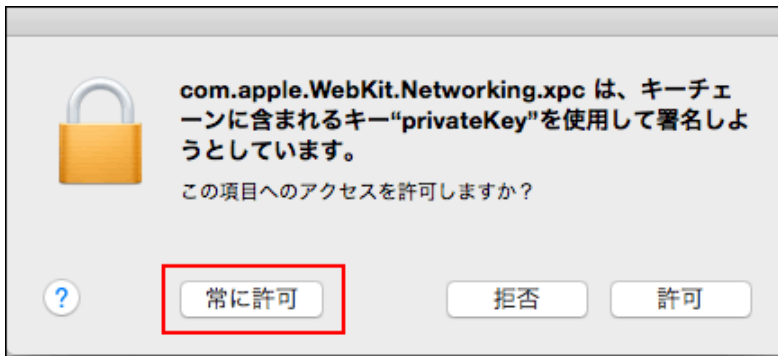 com.apple.WebKit.Networking.xpc は、キーチェ
ーンに含まれるキー“privateKey”を使用して署名しよ
うとしています。
この項目へのアクセスを許可しますか？
? 常に許可 拒否 許可